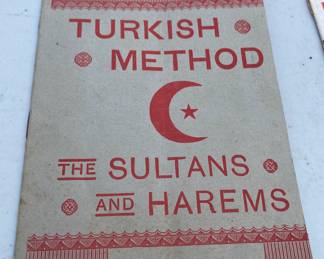 TURKISH
METHOD
THE SULTANS &
AND HAREMS